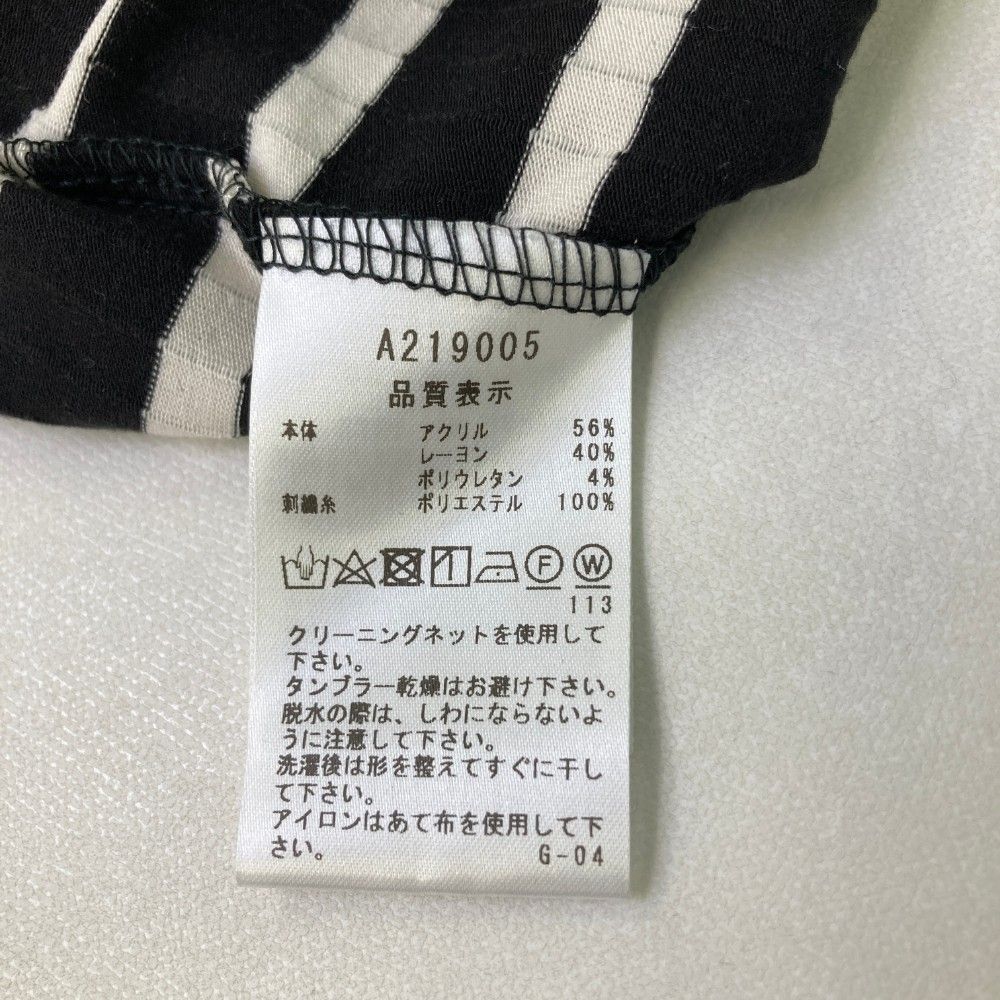 A219005
品質表示
本体 アクリル 56%
レーヨン 40%
ポリウレタン 4%
刺繍糸 ポリエステル 100%
F W
113
クリーニングネットを使用して
下さい。
タンブラー乾燥はお避け下さい。
脱水の際は、しわにならないよ
うに注意して下さい。
洗濯後は形を整えてすぐに干し
て下さい。
アイロンはあて布を使用して下
さい。 G-04